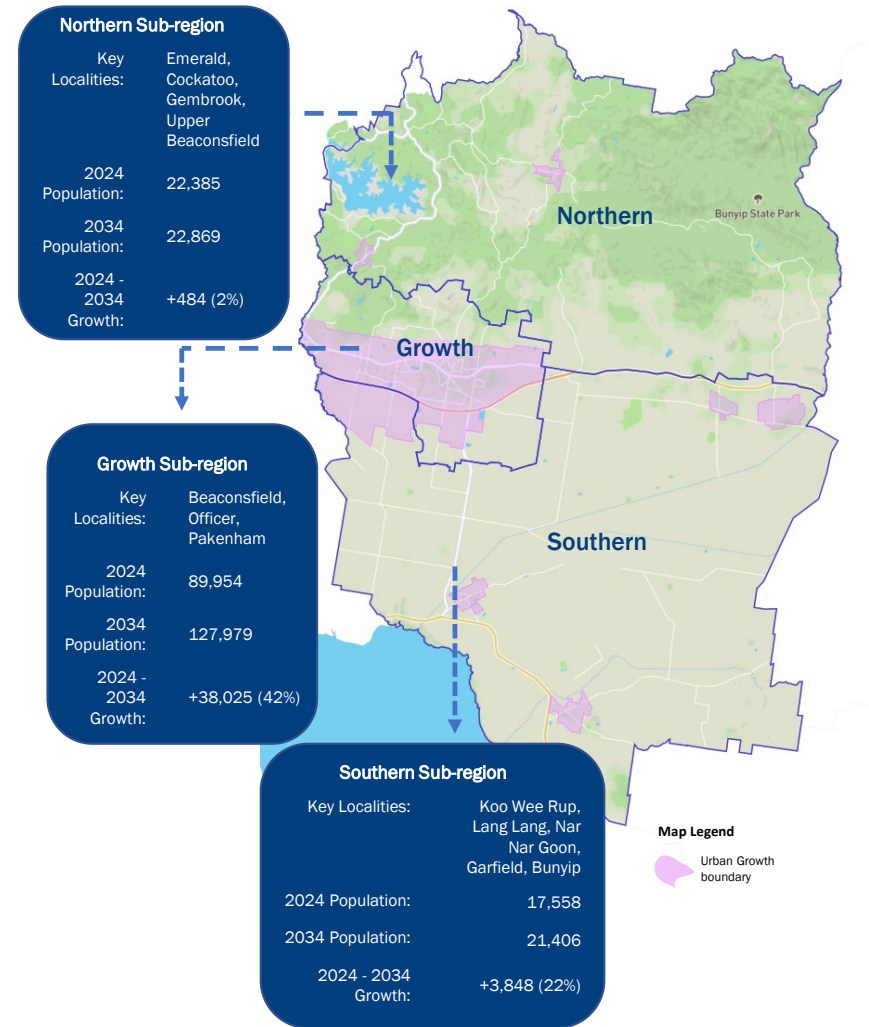 Northern Sub-region
Key Localities:
Emerald,
Cockatoo,
Gembrook,
Upper
Beaconsfield
2024 Population:
22,385
2034 Population:
22,869
2024 - 2034 Growth:
+484 (2%)
Northern
Bunyip State Park
Growth
Growth Sub-region
Key Localities:
Beaconsfield,
Officer,
Pakenham
2024 Population:
89,954
2034 Population:
127,979
2024 - 2034 Growth:
+38,025 (42%)
Southern
Southern Sub-region
Key Localities:
Koo Wee Rup,
Lang Lang, Nar
Nar Goon,
Garfield, Bunyip
2024 Population:
17,558
2034 Population:
21,406
2024 - 2034 Growth:
+3,848 (22%)
Map Legend
Urban Growth
boundary